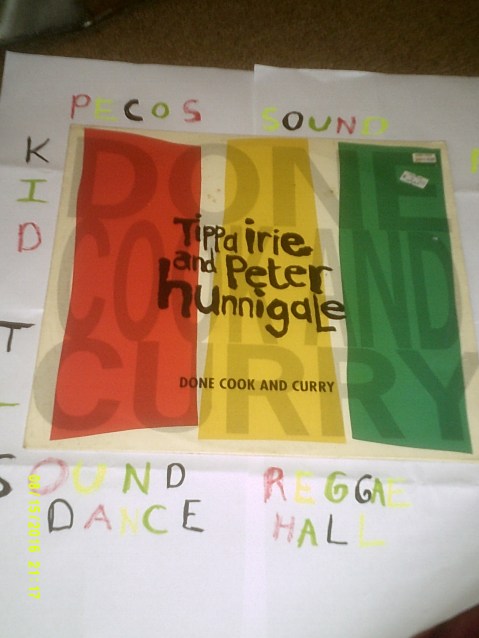 PECOS SOUND
KID
DONE
COOK AND
CURRY
Tippa irie
and Peter
hunnigale
DONE COOK AND CURRY
SOUND REGGAE
DANCE HALL